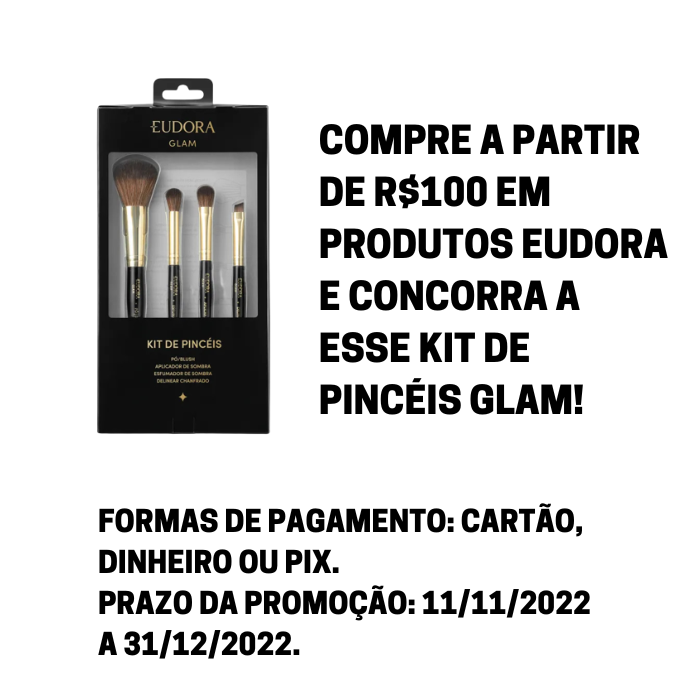 EUDORA
GLAM
KIT DE PINCÉIS
PÓ/BLUSH
APLICADOR DE SOMBRA
ESFUMADOR DE SOMBRA
DELINEAR CHANFRADO
COMPRE A PARTIR
DE R$100 EM
PRODUTOS EUDORA
E CONCORRA A
ESSE KIT DE
PINCÉIS GLAM!
FORMAS DE PAGAMENTO: CARTÃO,
DINHEIRO OU PIX.
PRAZO DA PROMOÇÃO: 11/11/2022
A 31/12/2022.